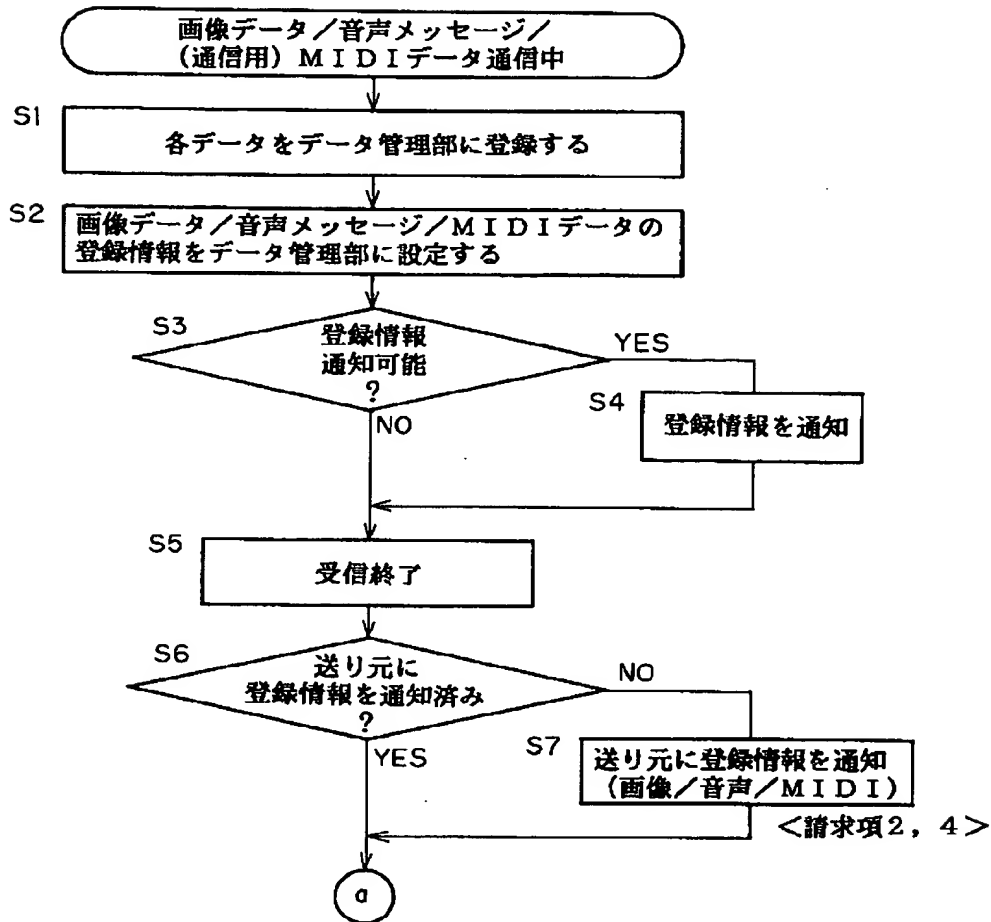 画像データ／音声メッセージ／
（通信用）ＭＩＤＩデータ通信中
S1
各データをデータ管理部に登録する
S2
画像データ／音声メッセージ／ＭＩＤＩデータの
登録情報をデータ管理部に設定する
S3
登録情報
通知可能
？
YES
NO
S4
登録情報を通知
S5
受信終了
S6
送り元に
登録情報を通知済み
？
NO
YES
S7
送り元に登録情報を通知
（画像／音声／ＭＩＤＩ）
＜請求項２，４＞
a